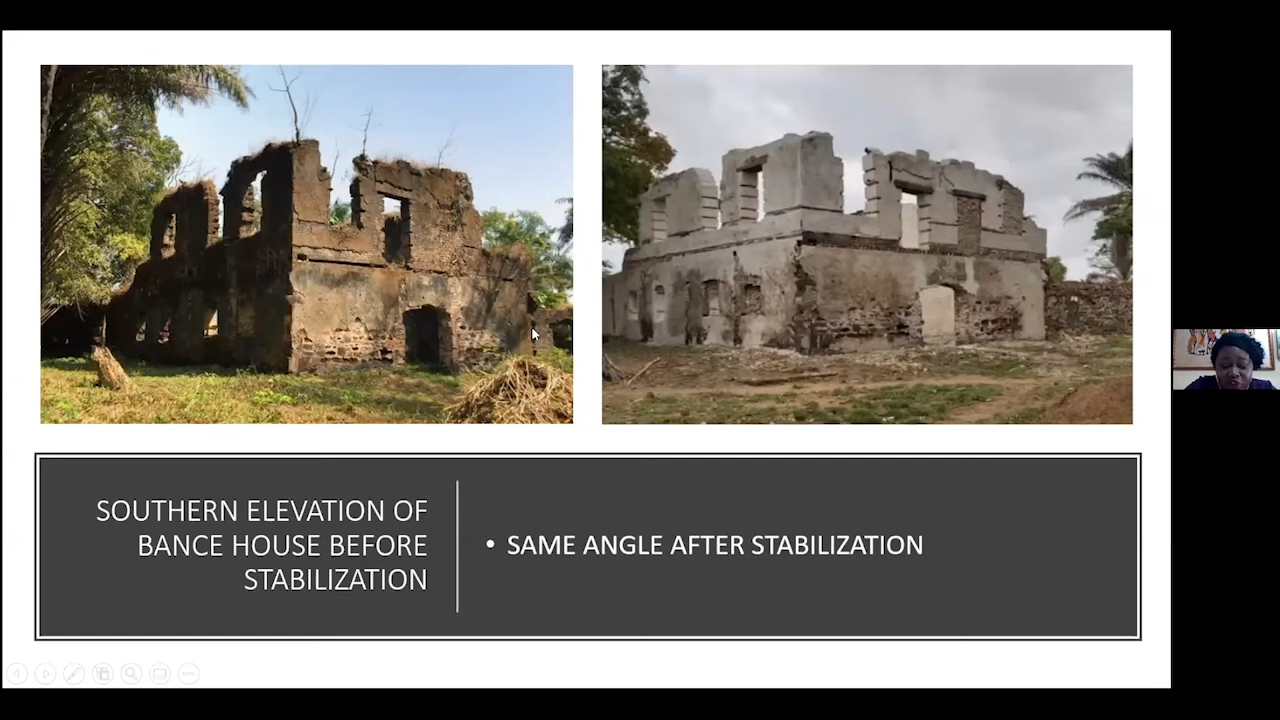 SOUTHERN ELEVATION OF
BANCE HOUSE BEFORE
STABILIZATION
• SAME ANGLE AFTER STABILIZATION